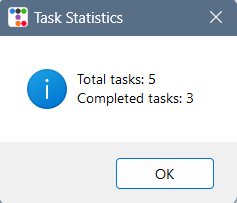 Task Statistics
Total tasks: 5
Completed tasks: 3
OK